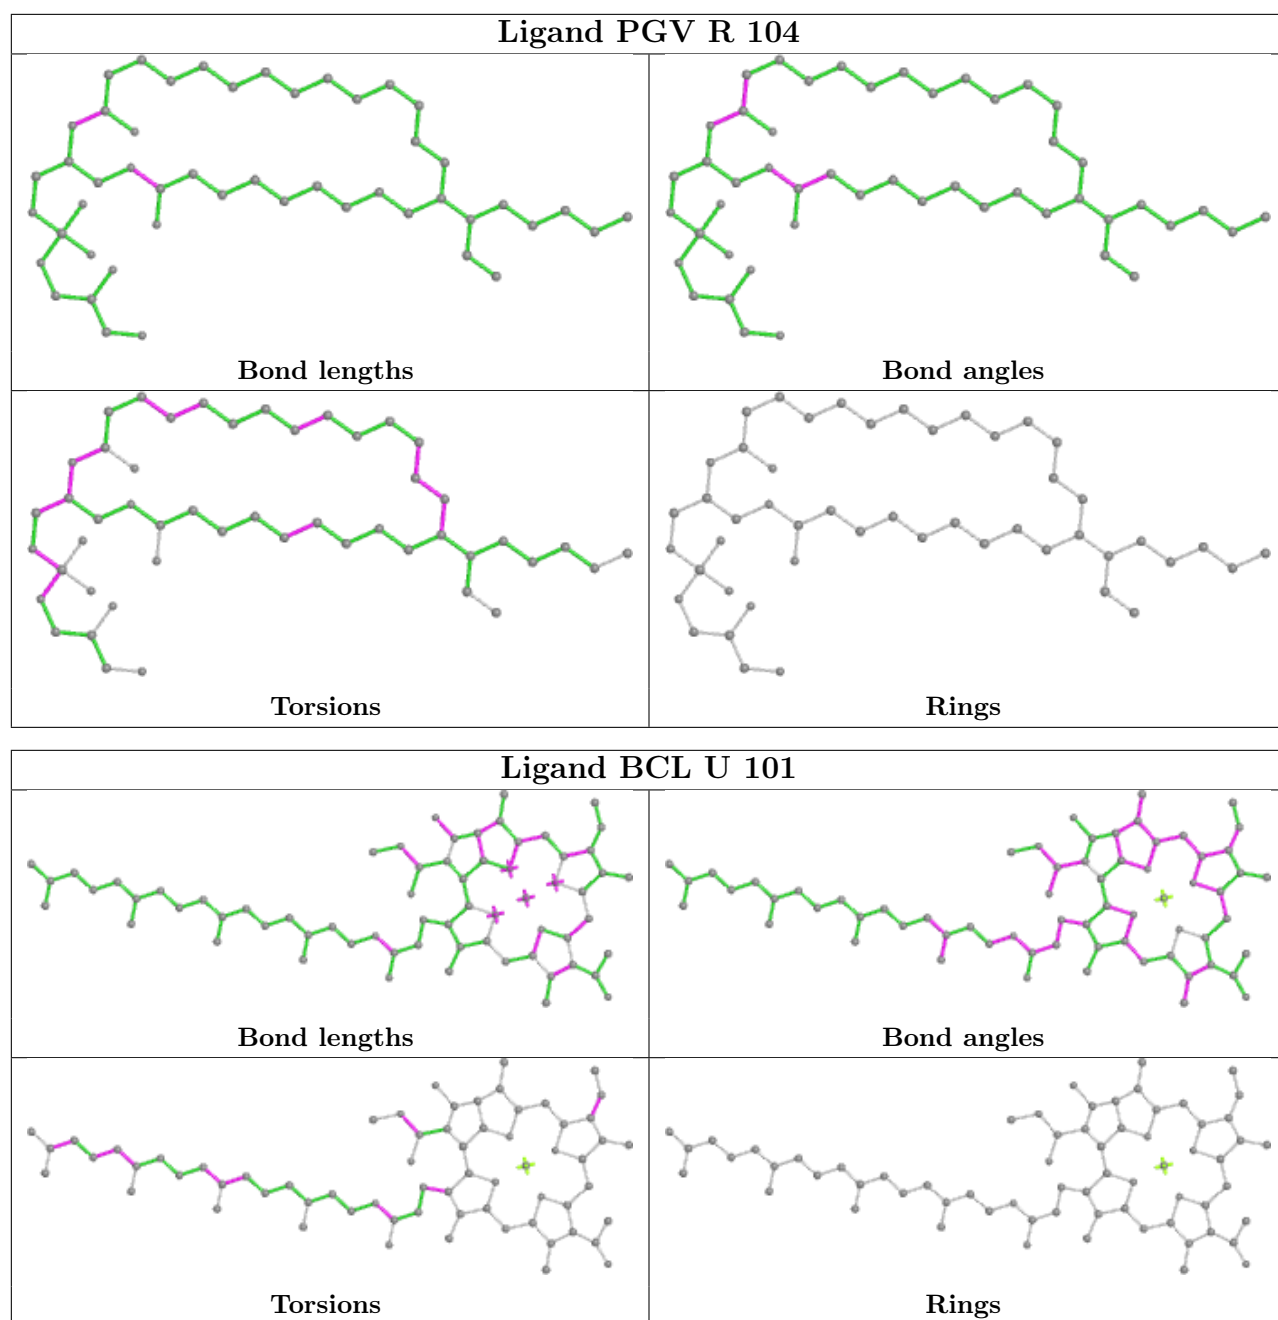 Ligand PGV R 104
Bond lengths
Bond angles
Torsions
Rings
Ligand BCL U 101
Bond lengths
Bond angles
Torsions
Rings